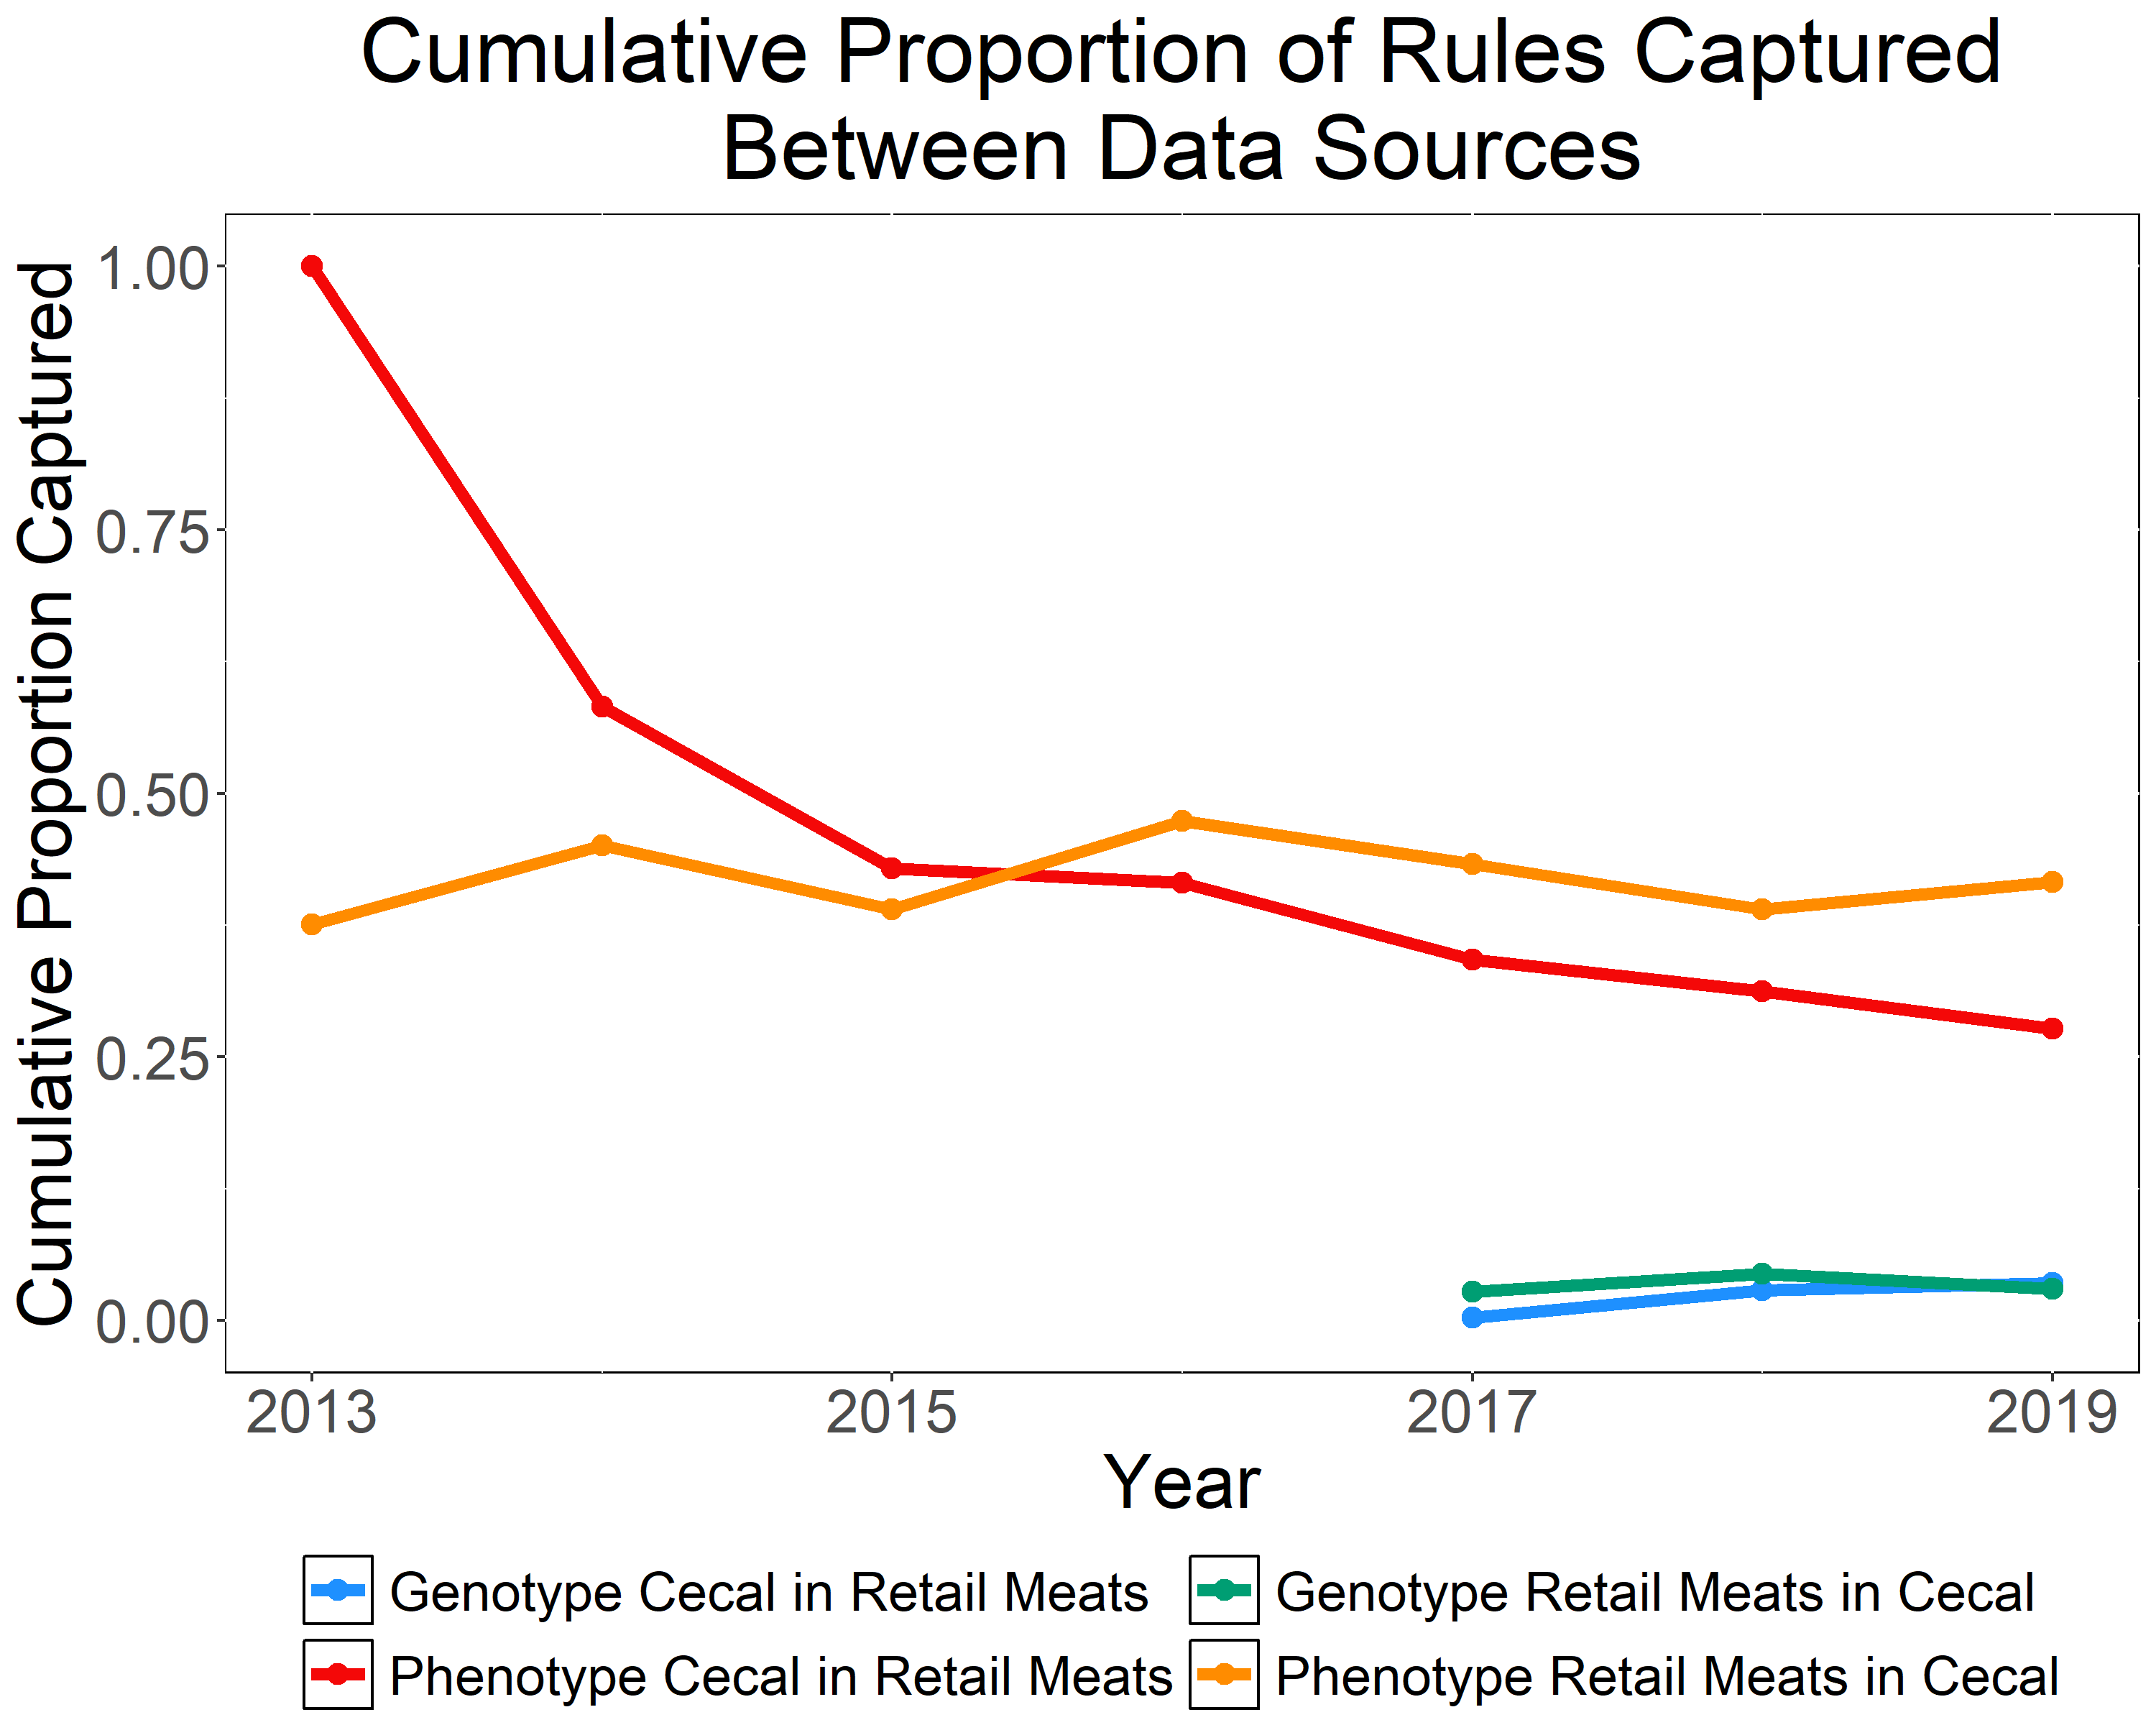 Cumulative Proportion of Rules Captured
Between Data Sources
Cumulative Proportion Captured
1.00
0.75
0.50
0.25
0.00
2013 2015 2017 2019
Year
Genotype Cecal in Retail Meats Genotype Retail Meats in Cecal
Phenotype Cecal in Retail Meats Phenotype Retail Meats in Cecal